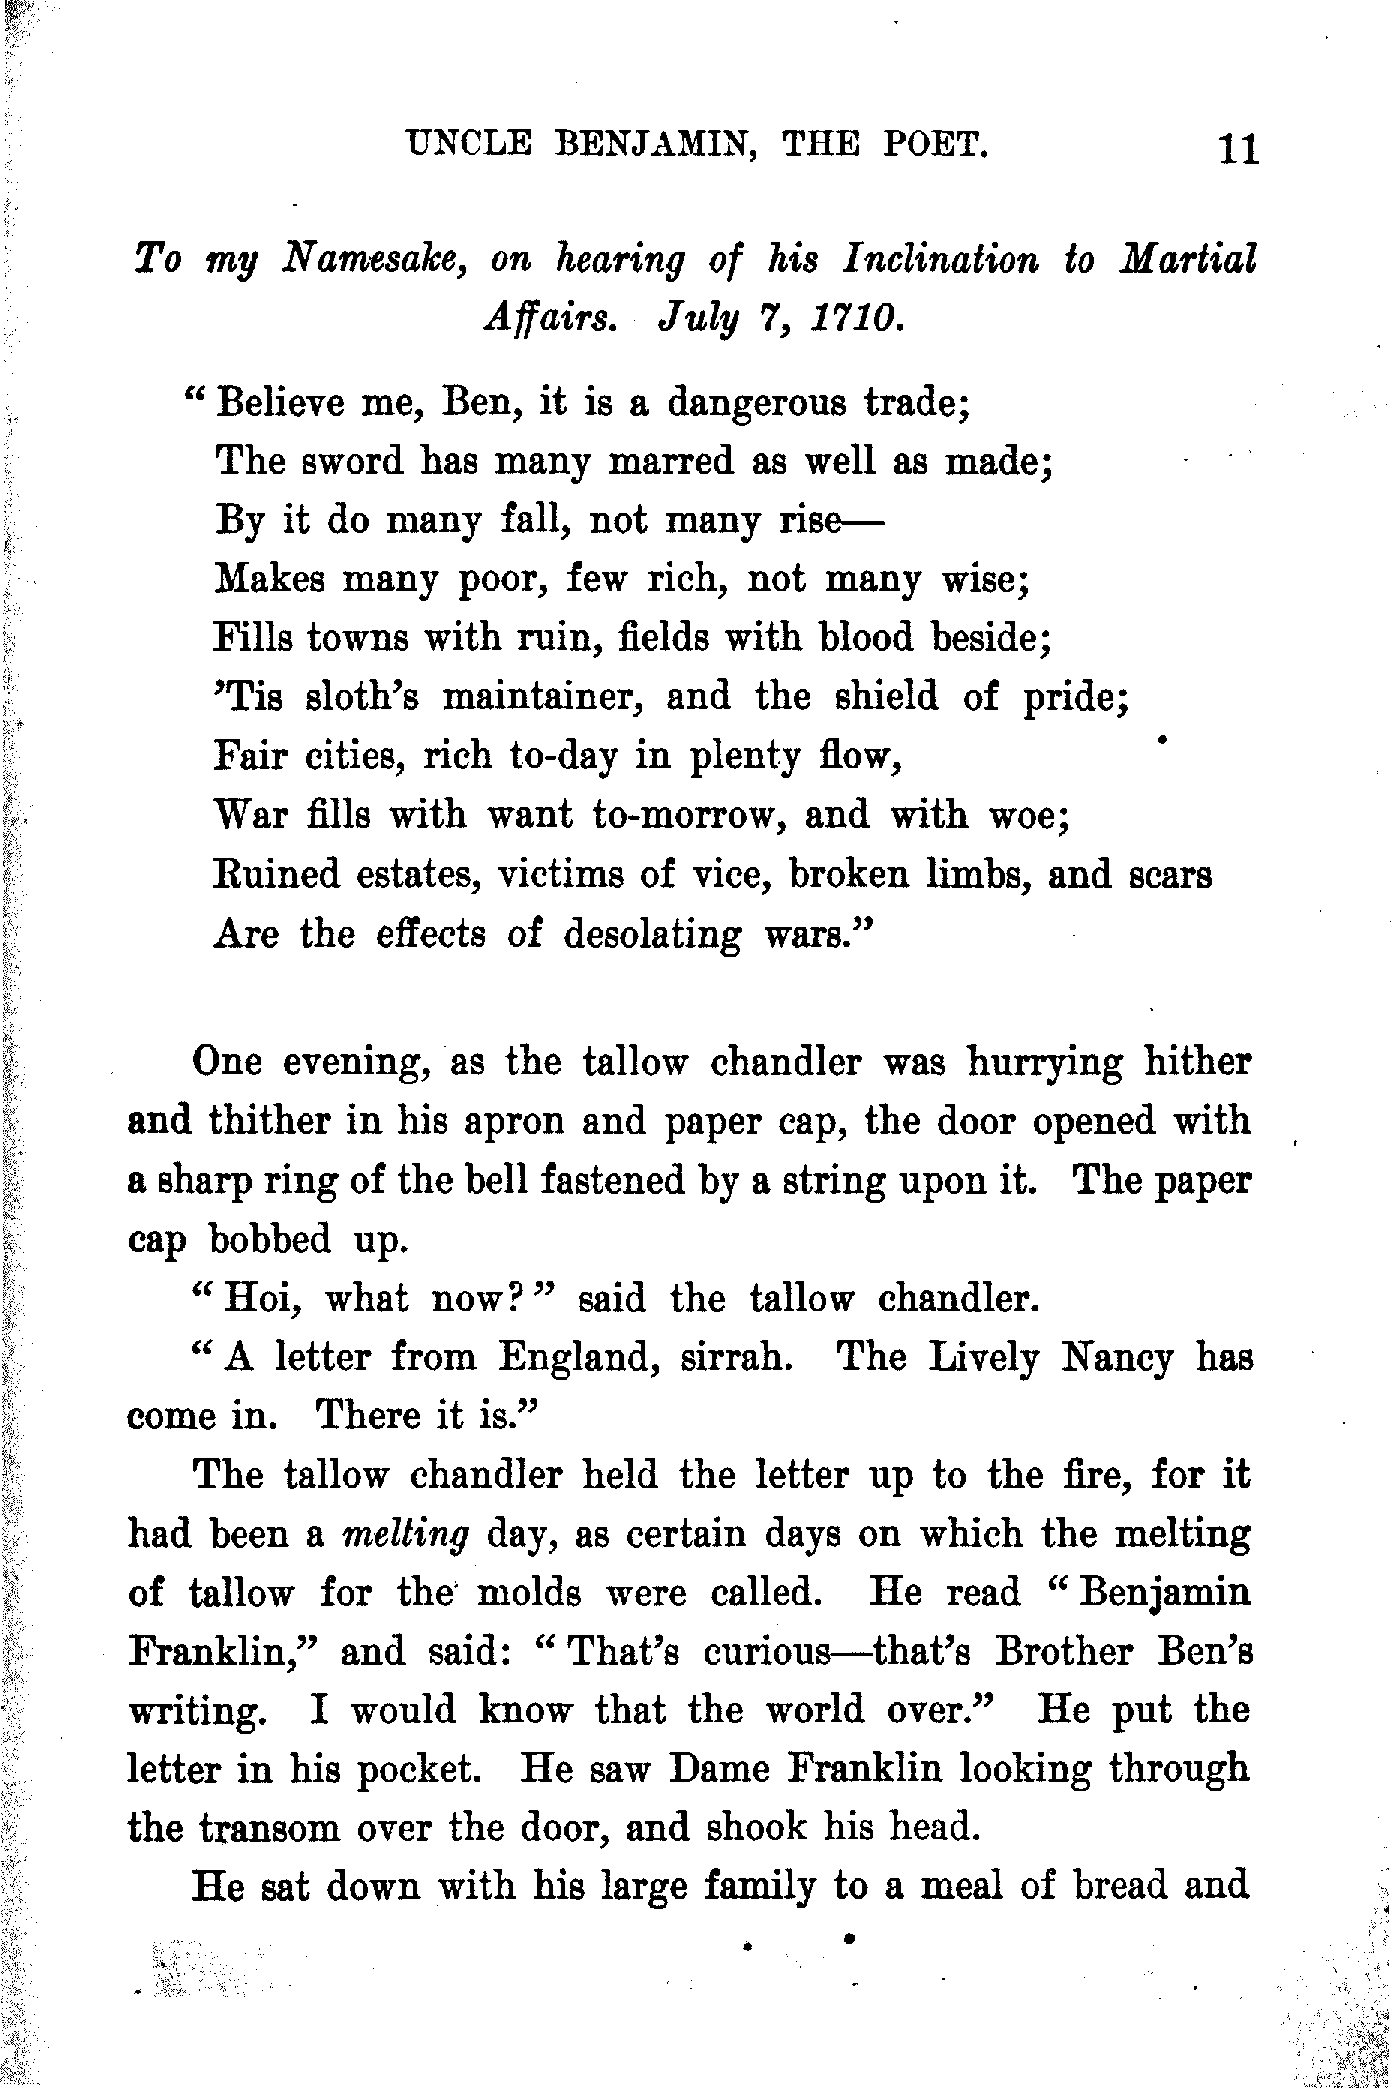 UNCLE BENJAMIN, THE POET. 11
To my Namesake, on hearing of his Inclination to Martial
Affairs. July 7, 1710.
“Believe me, Ben, it is a dangerous trade;
The sword has many marred as well as made;
By it do many fall, not many rise—
Makes many poor, few rich, not many wise;
Fills towns with ruin, fields with blood beside;
’Tis sloth’s maintainer, and the shield of pride;
Fair cities, rich to-day in plenty flow,
War fills with want to-morrow, and with woe;
Ruined estates, victims of vice, broken limbs, and scars
Are the effects of desolating wars.”
One evening, as the tallow chandler was hurrying hither
and thither in his apron and paper cap, the door opened with
a sharp ring of the bell fastened by a string upon it. The paper
cap bobbed up.
“Hoi, what now?” said the tallow chandler.
“A letter from England, sirrah. The Lively Nancy has
come in. There it is.”
The tallow chandler held the letter up to the fire, for it
had been a melting day, as certain days on which the melting
of tallow for the molds were called. He read “Benjamin
Franklin,” and said: “That’s curious—that’s Brother Ben’s
writing. I would know that the world over.” He put the
letter in his pocket. He saw Dame Franklin looking through
the transom over the door, and shook his head.
He sat down with his large family to a meal of bread and